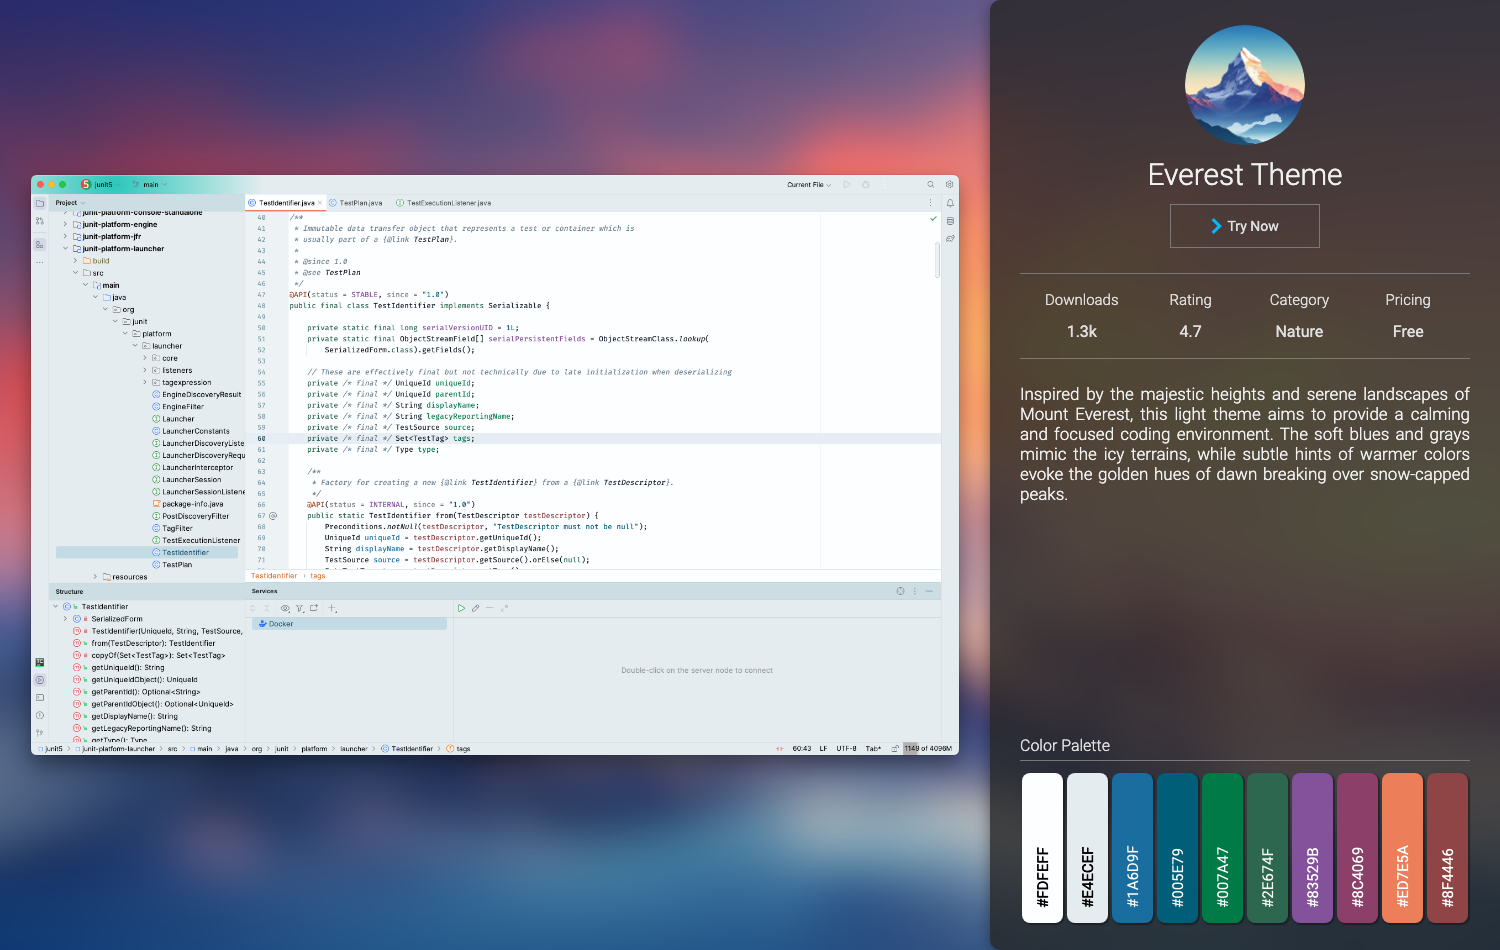 junit5
main
Current File
Project
TestIdentifier.java
TestPlan.java
TestExecutionListener.java
junit-platform-console-standalone
junit-platform-engine
junit-platform-jfr
junit-platform-launcher
build
src
main
java
org
junit
platform
launcher
core
listeners
tagexpression
EngineDiscoveryResult
EngineFilter
Launcher
LauncherConstants
LauncherDiscoveryListe
LauncherDiscoveryRequ
LauncherInterceptor
LauncherSession
LauncherSessionListene
package-info.java
PostDiscoveryFilter
TagFilter
TestExecutionListener
TestIdentifier
TestPlan
resources
40 /**
41 * Immutable data transfer object that represents a test or container which is
42 * usually part of a {@link TestPlan}.
43 *
44 * @since 1.0
45 * @see TestPlan
46 */
47 @API(status = STABLE, since = "1.0")
48 public final class TestIdentifier implements Serializable {
49
50 private static final long serialVersionUID = 1L;
51 private static final ObjectStreamField[] serialPersistentFields = ObjectStreamClass.lookup(
52 SerializedForm.class).getFields();
53
54 // These are effectively final but not technically due to late initialization when deserializing
55 private /* final */ UniqueId uniqueId;
56 private /* final */ UniqueId parentId;
57 private /* final */ String displayName;
58 private /* final */ String legacyReportingName;
59 private /* final */ TestSource source;
60 private /* final */ Set<TestTag> tags;
61 private /* final */ Type type;
62
63 /**
64 * Factory for creating a new {@link TestIdentifier} from a {@link TestDescriptor}.
65 */
66 @API(status = INTERNAL, since = "1.0")
67 public static TestIdentifier from(TestDescriptor testDescriptor) {
68 Preconditions.notNull(testDescriptor, "TestDescriptor must not be null");
69 UniqueId uniqueId = testDescriptor.getUniqueId();
70 String displayName = testDescriptor.getDisplayName();
71 TestSource source = testDescriptor.getSource().orElse(null);
TestIdentifier › tags
Structure
TestIdentifier
SerializedForm
TestIdentifier(UniqueId, String, TestSource,
from(TestDescriptor): TestIdentifier
copyOf(Set<TestTag>): Set<TestTag>
getUniqueId(): String
getUniqueIdObject(): UniqueId
getParentId(): Optional<String>
getParentIdObject(): Optional<UniqueId>
getDisplayName(): String
getLegacyReportingName(): String
getType(): Type
Services
Docker
Double-click on the server node to connect
junit5 › junit-platform-launcher › src › main › java › org › junit › platform › launcher › TestIdentifier › tags
60:43 LF UTF-8 Tab* 1149 of 4096M
Everest Theme
Try Now
Downloads Rating Category Pricing
1.3k 4.7 Nature Free
Inspired by the majestic heights and serene landscapes of
Mount Everest, this light theme aims to provide a calming
and focused coding environment. The soft blues and grays
mimic the icy terrains, while subtle hints of warmer colors
evoke the golden hues of dawn breaking over snow-capped
peaks.
Color Palette
#FDFEFF
#E4ECEF
#1A6D9F
#005E79
#007A47
#2E674F
#83529B
#8C4069
#ED7E5A
#8F4446